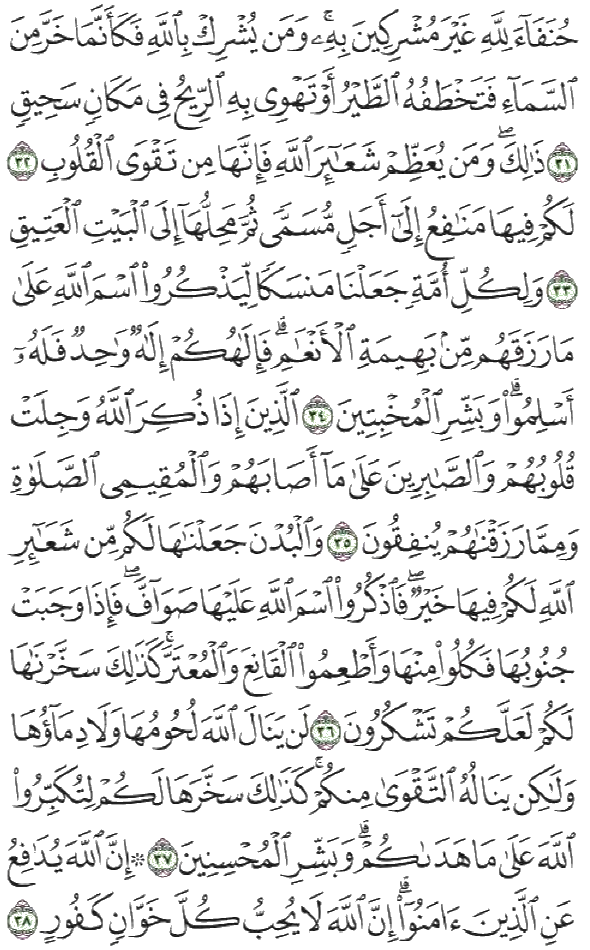 حُنَفَآءَ لِلَّهِ غَيْرَ مُشْرِكِينَ بِهِۦۚ وَمَن يُشْرِكْ بِٱللَّهِ فَكَأَنَّمَا خَرَّ مِنَ
ٱلسَّمَآءِ فَتَخْطَفُهُ ٱلطَّيْرُ أَوْ تَهْوِى بِهِ ٱلرِّيحُ فِى مَكَانٍ سَحِيقٍ
٣١ ذَٰلِكَۖ وَمَن يُعَظِّمْ شَعَٰٓئِرَ ٱللَّهِ فَإِنَّهَا مِن تَقْوَى ٱلْقُلُوبِ ٣٢
لَكُمْ فِيهَا مَنَٰفِعُ إِلَىٰٓ أَجَلٍ مُّسَمًّى ثُمَّ مَحِلُّهَآ إِلَى ٱلْبَيْتِ ٱلْعَتِيقِ
٣٣ وَلِكُلِّ أُمَّةٍ جَعَلْنَا مَنسَكًا لِّيَذْكُرُوا۟ ٱسْمَ ٱللَّهِ عَلَىٰ
مَا رَزَقَهُم مِّنۢ بَهِيمَةِ ٱلْأَنْعَٰمِۗ فَإِلَٰهُكُمْ إِلَٰهٌ وَٰحِدٌ فَلَهُۥٓ
أَسْلِمُوا۟ۗ وَبَشِّرِ ٱلْمُخْبِتِينَ ٣٤ ٱلَّذِينَ إِذَا ذُكِرَ ٱللَّهُ وَجِلَتْ
قُلُوبُهُمْ وَٱلصَّٰبِرِينَ عَلَىٰ مَآ أَصَابَهُمْ وَٱلْمُقِيمِى ٱلصَّلَوٰةِ
وَمِمَّا رَزَقْنَٰهُمْ يُنفِقُونَ ٣٥ وَٱلْبُدْنَ جَعَلْنَٰهَا لَكُم مِّن شَعَٰٓئِرِ
ٱللَّهِ لَكُمْ فِيهَا خَيْرٌۖ فَٱذْكُرُوا۟ ٱسْمَ ٱللَّهِ عَلَيْهَا صَوَآفَّۖ فَإِذَا وَجَبَتْ
جُنُوبُهَا فَكُلُوا۟ مِنْهَا وَأَطْعِمُوا۟ ٱلْقَانِعَ وَٱلْمُعْتَرَّۚ كَذَٰلِكَ سَخَّرْنَٰهَا
لَكُمْ لَعَلَّكُمْ تَشْكُرُونَ ٣٦ لَن يَنَالَ ٱللَّهَ لُحُومُهَا وَلَا دِمَآؤُهَا
وَلَٰكِن يَنَالُهُ ٱلتَّقْوَىٰ مِنكُمْۚ كَذَٰلِكَ سَخَّرَهَا لَكُمْ لِتُكَبِّرُوا۟
ٱللَّهَ عَلَىٰ مَا هَدَىٰكُمْۗ وَبَشِّرِ ٱلْمُحْسِنِينَ ٣٧ ۞ إِنَّ ٱللَّهَ يُدَٰفِعُ
عَنِ ٱلَّذِينَ ءَامَنُوٓا۟ۗ إِنَّ ٱللَّهَ لَا يُحِبُّ كُلَّ خَوَّانٍ كَفُورٍ ٣٨